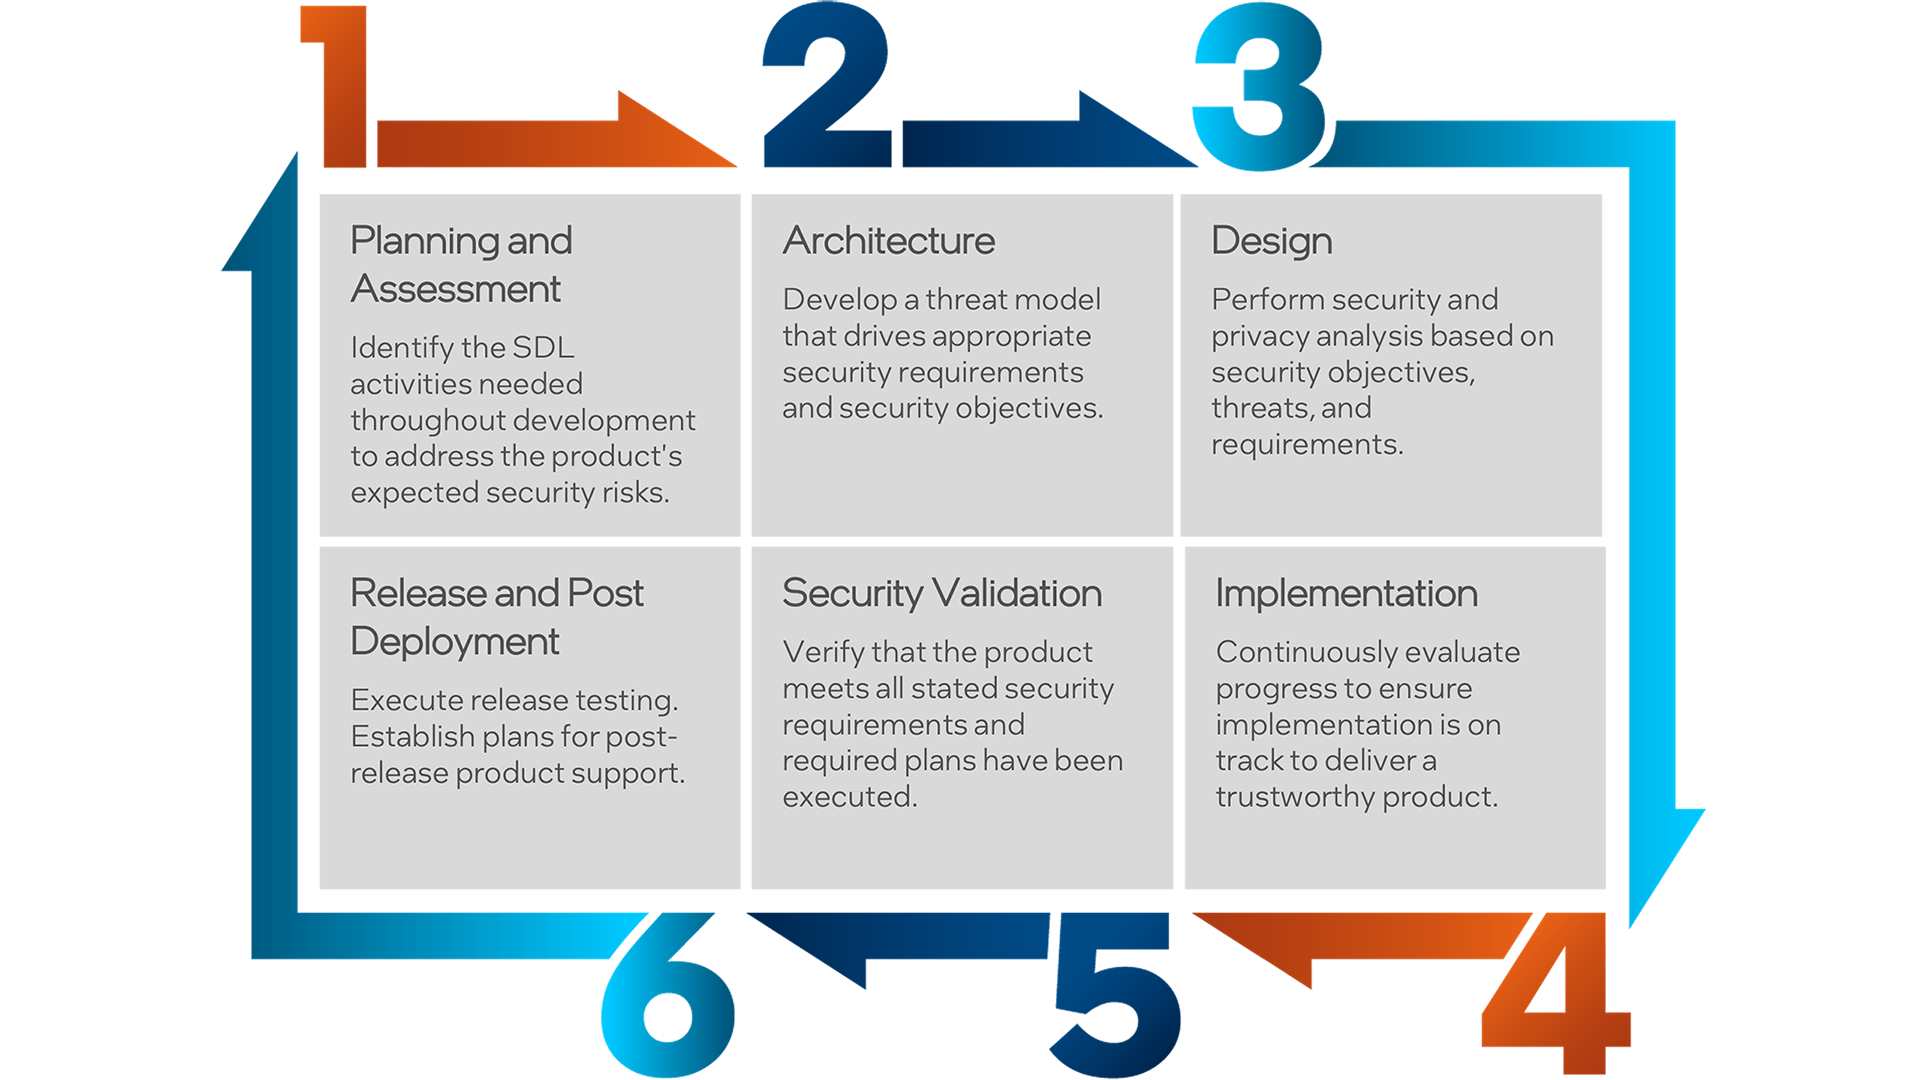 1
2
3
Planning and
Assessment
Identify the SDL
activities needed
throughout development
to address the product's
expected security risks.
Architecture
Develop a threat model
that drives appropriate
security requirements
and security objectives.
Design
Perform security and
privacy analysis based on
security objectives,
threats, and
requirements.
Release and Post
Deployment
Execute release testing.
Establish plans for post-
release product support.
Security Validation
Verify that the product
meets all stated security
requirements and
required plans have been
executed.
Implementation
Continuously evaluate
progress to ensure
implementation is on
track to deliver a
trustworthy product.
6
5
4